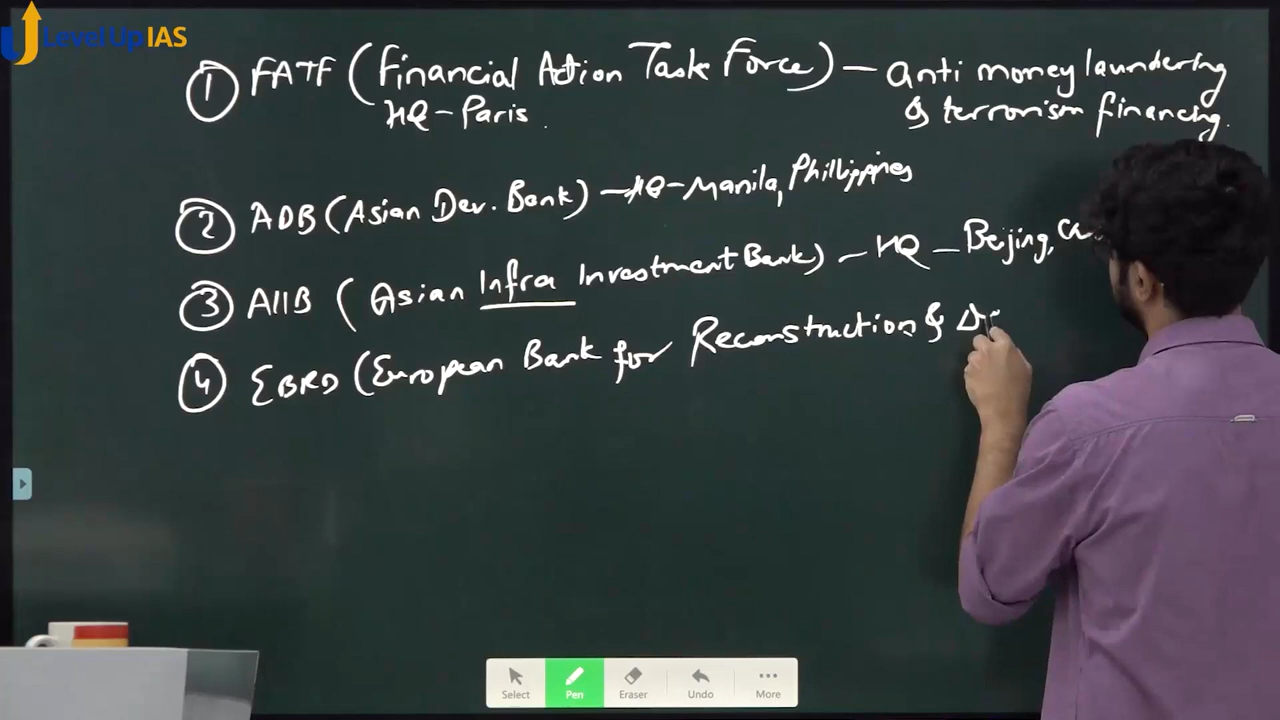 LevelUp IAS
1 FATF (Financial Action Task Force) - anti money laundering
HQ - Paris.
& terrorism financing.
2 ADB (Asian Dev. Bank) - HQ - Manila, Phillippines
3 AIIB (Asian Infra Investment Bank) - HQ - Beijing,
4 EBRD (European Bank for Reconstruction &
Select Pen Eraser Undo More